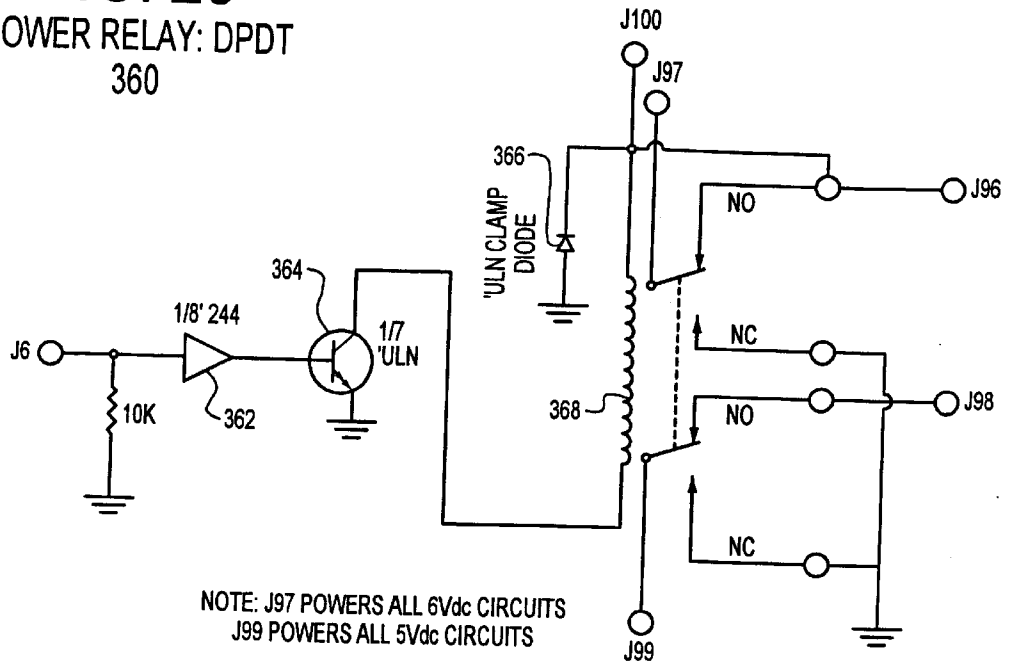 OWER RELAY: DPDT
360
J100
J97
366
'ULN CLAMP
DIODE
NO
J96
364
1/8' 244
1/7
'ULN
J6
NC
10K
362
368
NO
J98
NC
NOTE: J97 POWERS ALL 6Vdc CIRCUITS
J99 POWERS ALL 5Vdc CIRCUITS
J99